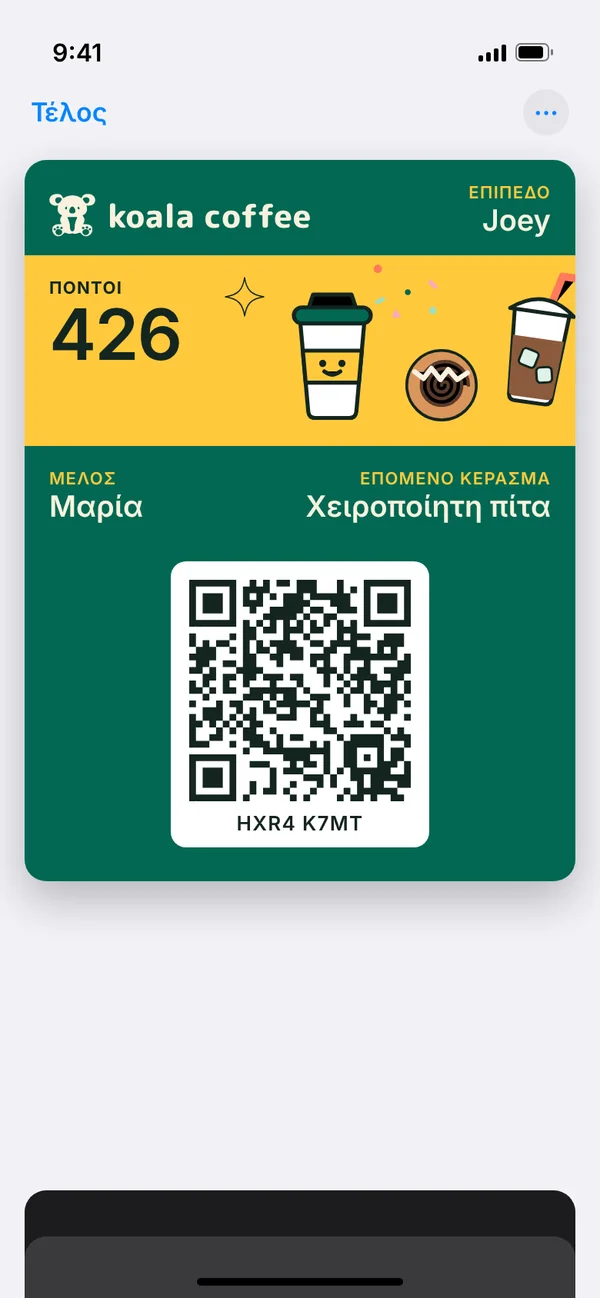 9:41
Τέλος
koala coffee
ΕΠΙΠΕΔΟ
Joey
ΠΟΝΤΟΙ
426
ΜΕΛΟΣ
Μαρία
ΕΠΟΜΕΝΟ ΚΕΡΑΣΜΑ
Χειροποίητη πίτα
HXR4 K7MT